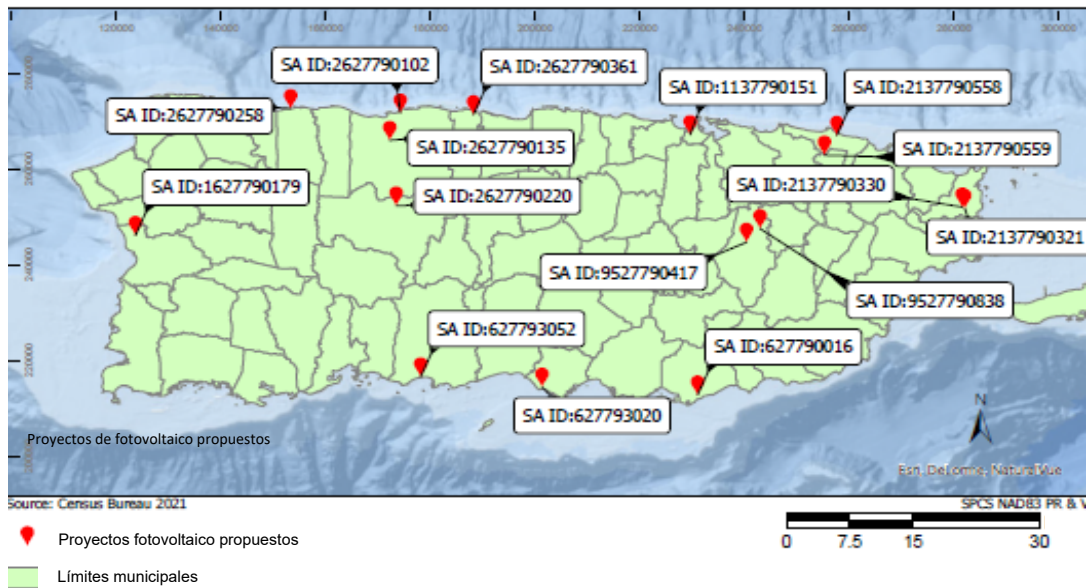 120000 140000 160000 180000 200000 220000 240000 260000 280000 300000
SA ID:2627790102
SA ID:2627790361
SA ID:1137790151
SA ID:2137790558
SA ID:2627790258
SA ID:2627790135
SA ID:2137790559
SA ID:1627790179
SA ID:2627790220
SA ID:2137790330
SA ID:2137790321
SA ID:9527790417
SA ID:9527790838
SA ID:627793052
SA ID:627790016
SA ID:627793020
260000
240000
220000
N
Proyectos de fotovoltaico propuestos
Esri, DeLorme, NaturalVue
Source: Census Bureau 2021
SPCS NAD83 PR & V
Proyectos fotovoltaico propuestos
0 7.5 15 30
Límites municipales